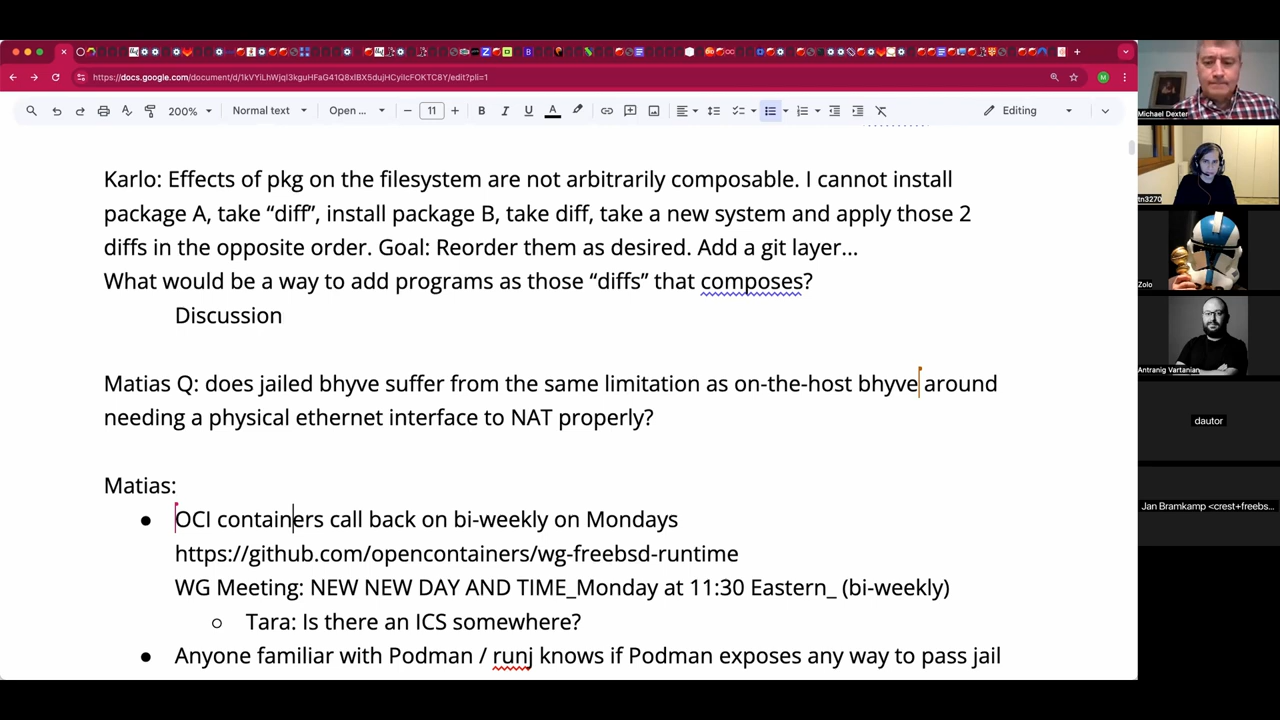 https://docs.google.com/document/d/1kVYiLhWjqI3kguHFaG41Q8xIBX5dujHCyiIcFOKTC8Y/edit?pli=1
M
200%
Normal text
Open ...
11
B I U A
Editing
Karlo: Effects of pkg on the filesystem are not arbitrarily composable. I cannot install
package A, take “diff”, install package B, take diff, take a new system and apply those 2
diffs in the opposite order. Goal: Reorder them as desired. Add a git layer...
What would be a way to add programs as those “diffs” that composes?
Discussion
Matias Q: does jailed bhyve suffer from the same limitation as on-the-host bhyve around
needing a physical ethernet interface to NAT properly?
Matias:
● OCI containers call back on bi-weekly on Mondays
https://github.com/opencontainers/wg-freebsd-runtime
WG Meeting: NEW NEW DAY AND TIME_Monday at 11:30 Eastern_ (bi-weekly)
○ Tara: Is there an ICS somewhere?
● Anyone familiar with Podman / runj knows if Podman exposes any way to pass jail
Michael Dexter
tn3270
Zolo
Antranig Vartanian
dautor
Jan Bramkamp <crest+freebs...